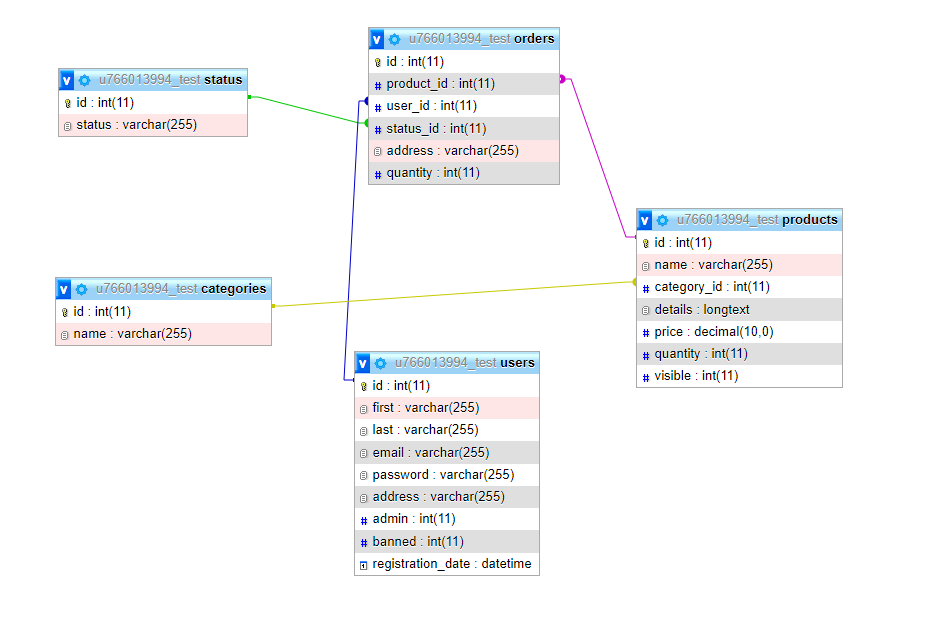 v u766013994_test orders
id : int(11)
# product_id : int(11)
# user_id : int(11)
# status_id : int(11)
address : varchar(255)
# quantity : int(11)
v u766013994_test status
id : int(11)
status : varchar(255)
v u766013994_test products
id : int(11)
name : varchar(255)
# category_id : int(11)
details : longtext
# price : decimal(10,0)
# quantity : int(11)
# visible : int(11)
v u766013994_test categories
id : int(11)
name : varchar(255)
v u766013994_test users
id : int(11)
first : varchar(255)
last : varchar(255)
email : varchar(255)
password : varchar(255)
address : varchar(255)
# admin : int(11)
# banned : int(11)
registration_date : datetime